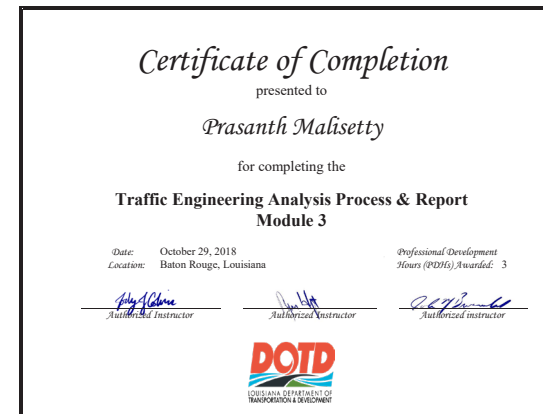 Certificate of Completion
presented to
Prasanth Malisetty
for completing the
Traffic Engineering Analysis Process & Report
Module 3
Date: October 29, 2018
Location: Baton Rouge, Louisiana
Professional Development
Hours (PDHs) Awarded: 3
Authorized Instructor
Authorized Instructor
Authorized instructor
DOTD
LOUISIANA DEPARTMENT OF
TRANSPORTATION & DEVELOPMENT